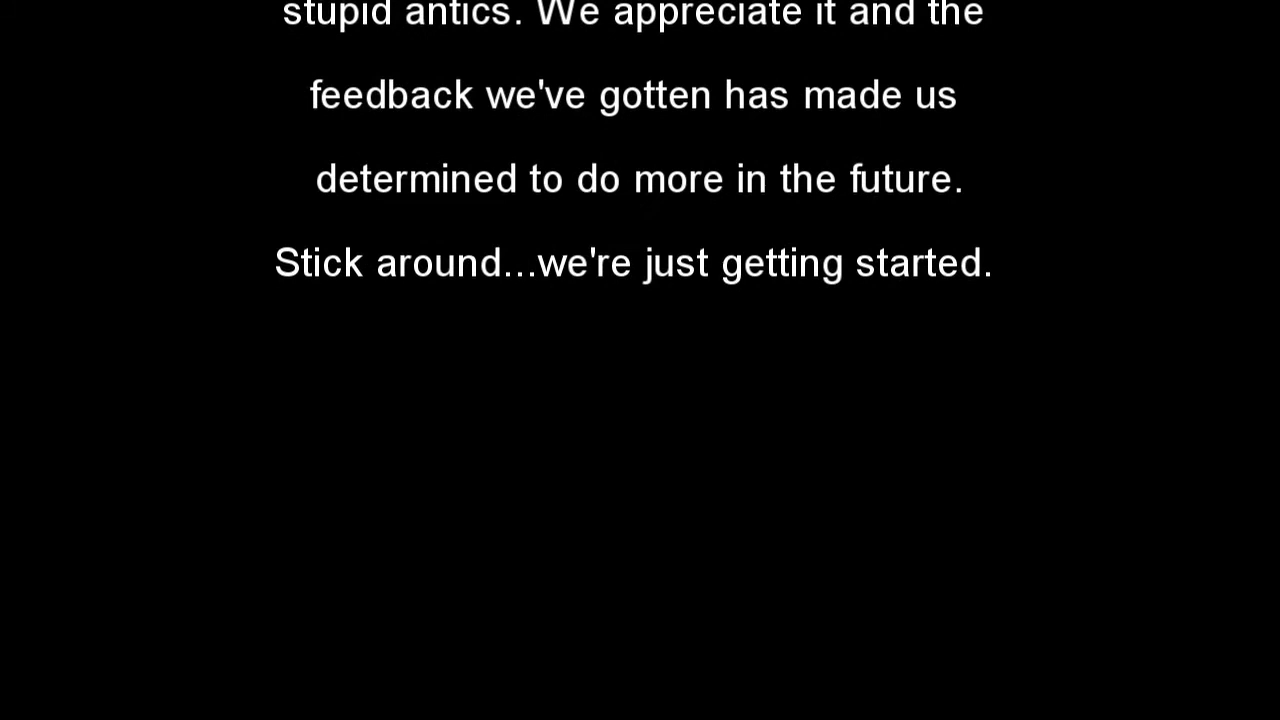 stupid antics. We appreciate it and the
feedback we've gotten has made us
determined to do more in the future.
Stick around...we're just getting started.